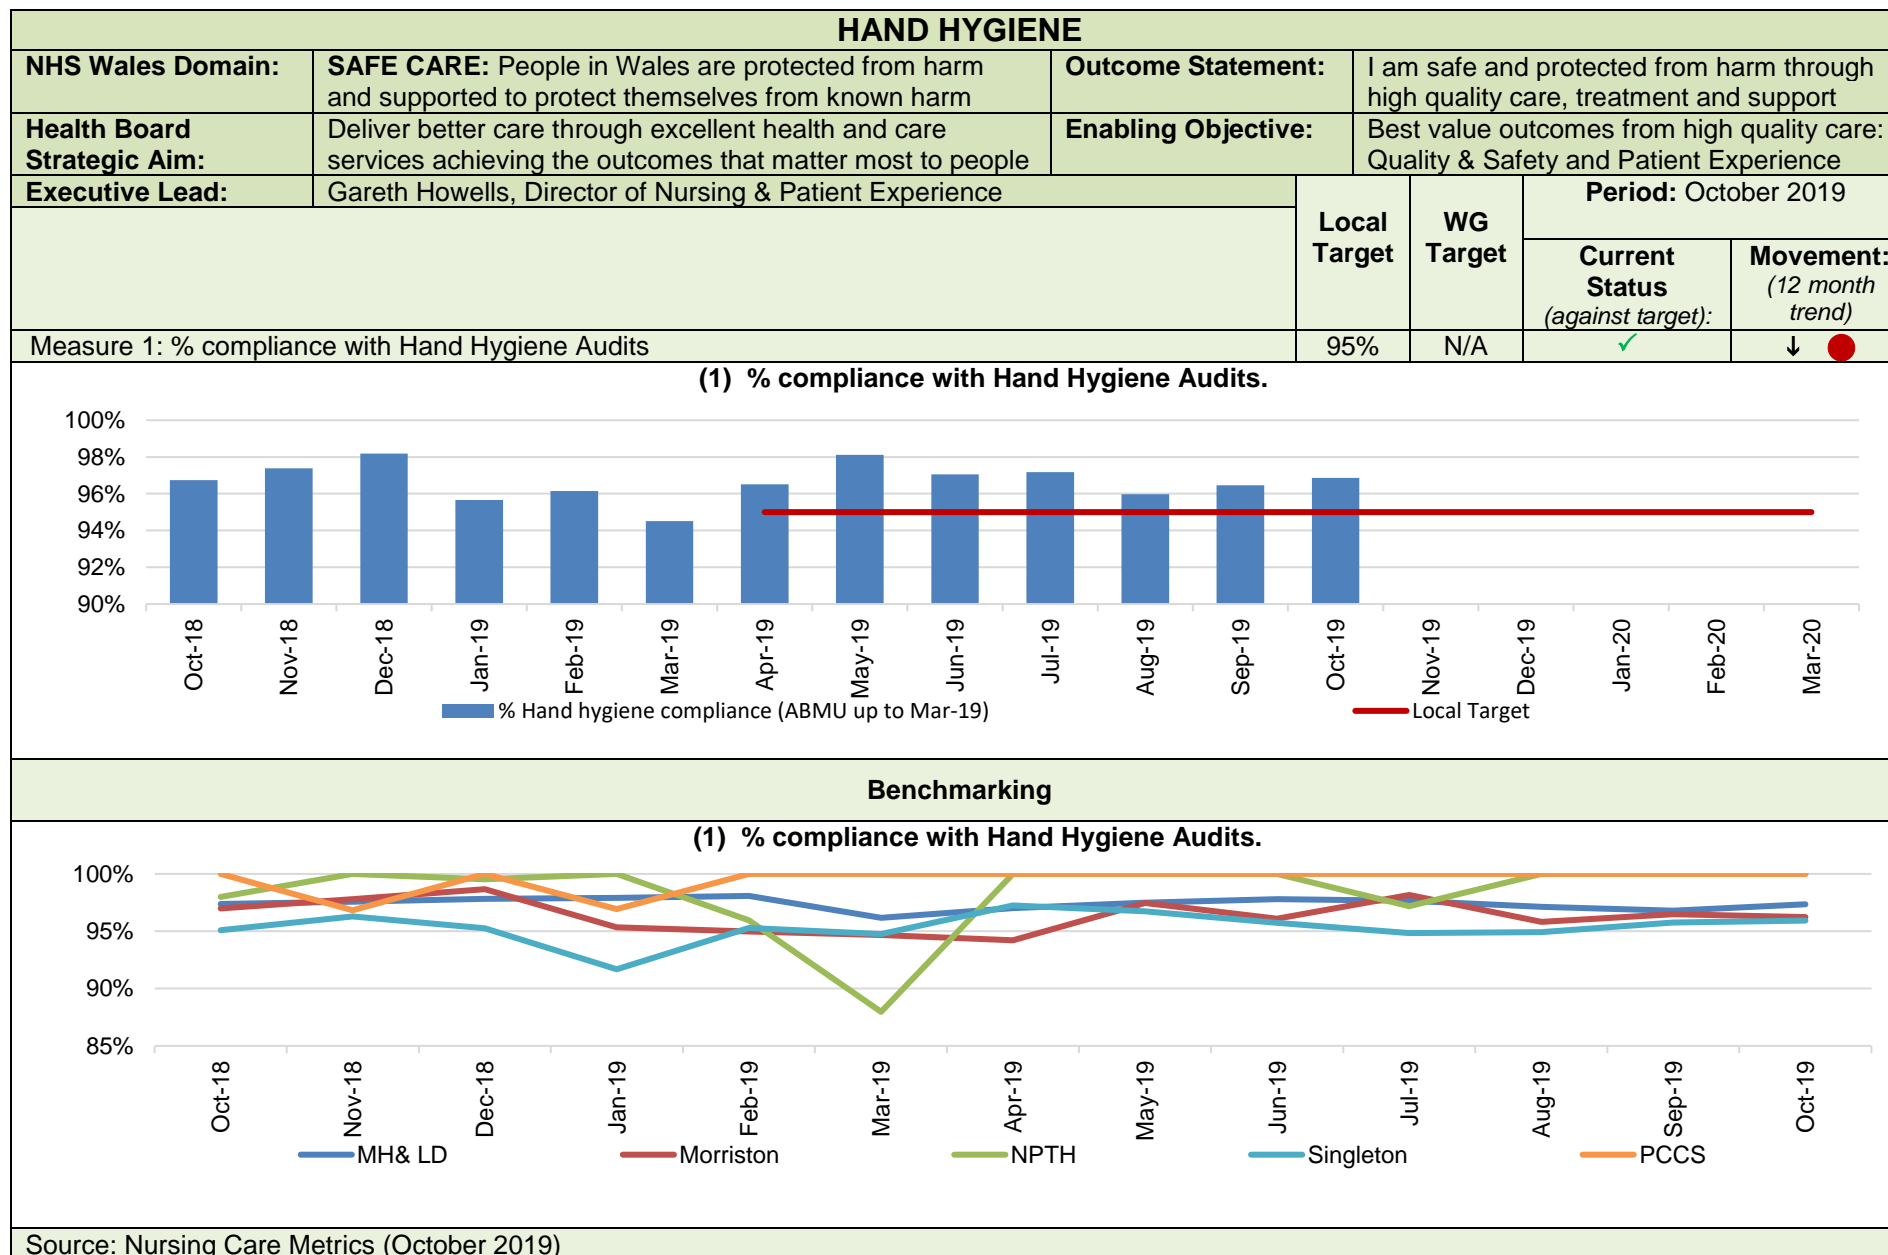 HAND HYGIENE
NHS Wales Domain:
SAFE CARE: People in Wales are protected from harm
and supported to protect themselves from known harm
Outcome Statement:
I am safe and protected from harm through
high quality care, treatment and support
Health Board
Strategic Aim:
Deliver better care through excellent health and care
services achieving the outcomes that matter most to people
Enabling Objective:
Best value outcomes from high quality care:
Quality & Safety and Patient Experience
Executive Lead:
Gareth Howells, Director of Nursing & Patient Experience
Local
Target
WG
Target
Period: October 2019
Current
Status
(against target):
Movement:
(12 month
trend)
Measure 1: % compliance with Hand Hygiene Audits
95%
N/A
✓
↓
(1) % compliance with Hand Hygiene Audits.
100%
98%
96%
94%
92%
90%
Oct-18
Nov-18
Dec-18
Jan-19
Feb-19
Mar-19
Apr-19
May-19
Jun-19
Jul-19
Aug-19
Sep-19
Oct-19
Nov-19
Dec-19
Jan-20
Feb-20
Mar-20
% Hand hygiene compliance (ABMU up to Mar-19)
Local Target
Benchmarking
(1) % compliance with Hand Hygiene Audits.
100%
95%
90%
85%
Oct-18
Nov-18
Dec-18
Jan-19
Feb-19
Mar-19
Apr-19
May-19
Jun-19
Jul-19
Aug-19
Sep-19
Oct-19
MH& LD
Morriston
NPTH
Singleton
PCCS
Source: Nursing Care Metrics (October 2019)